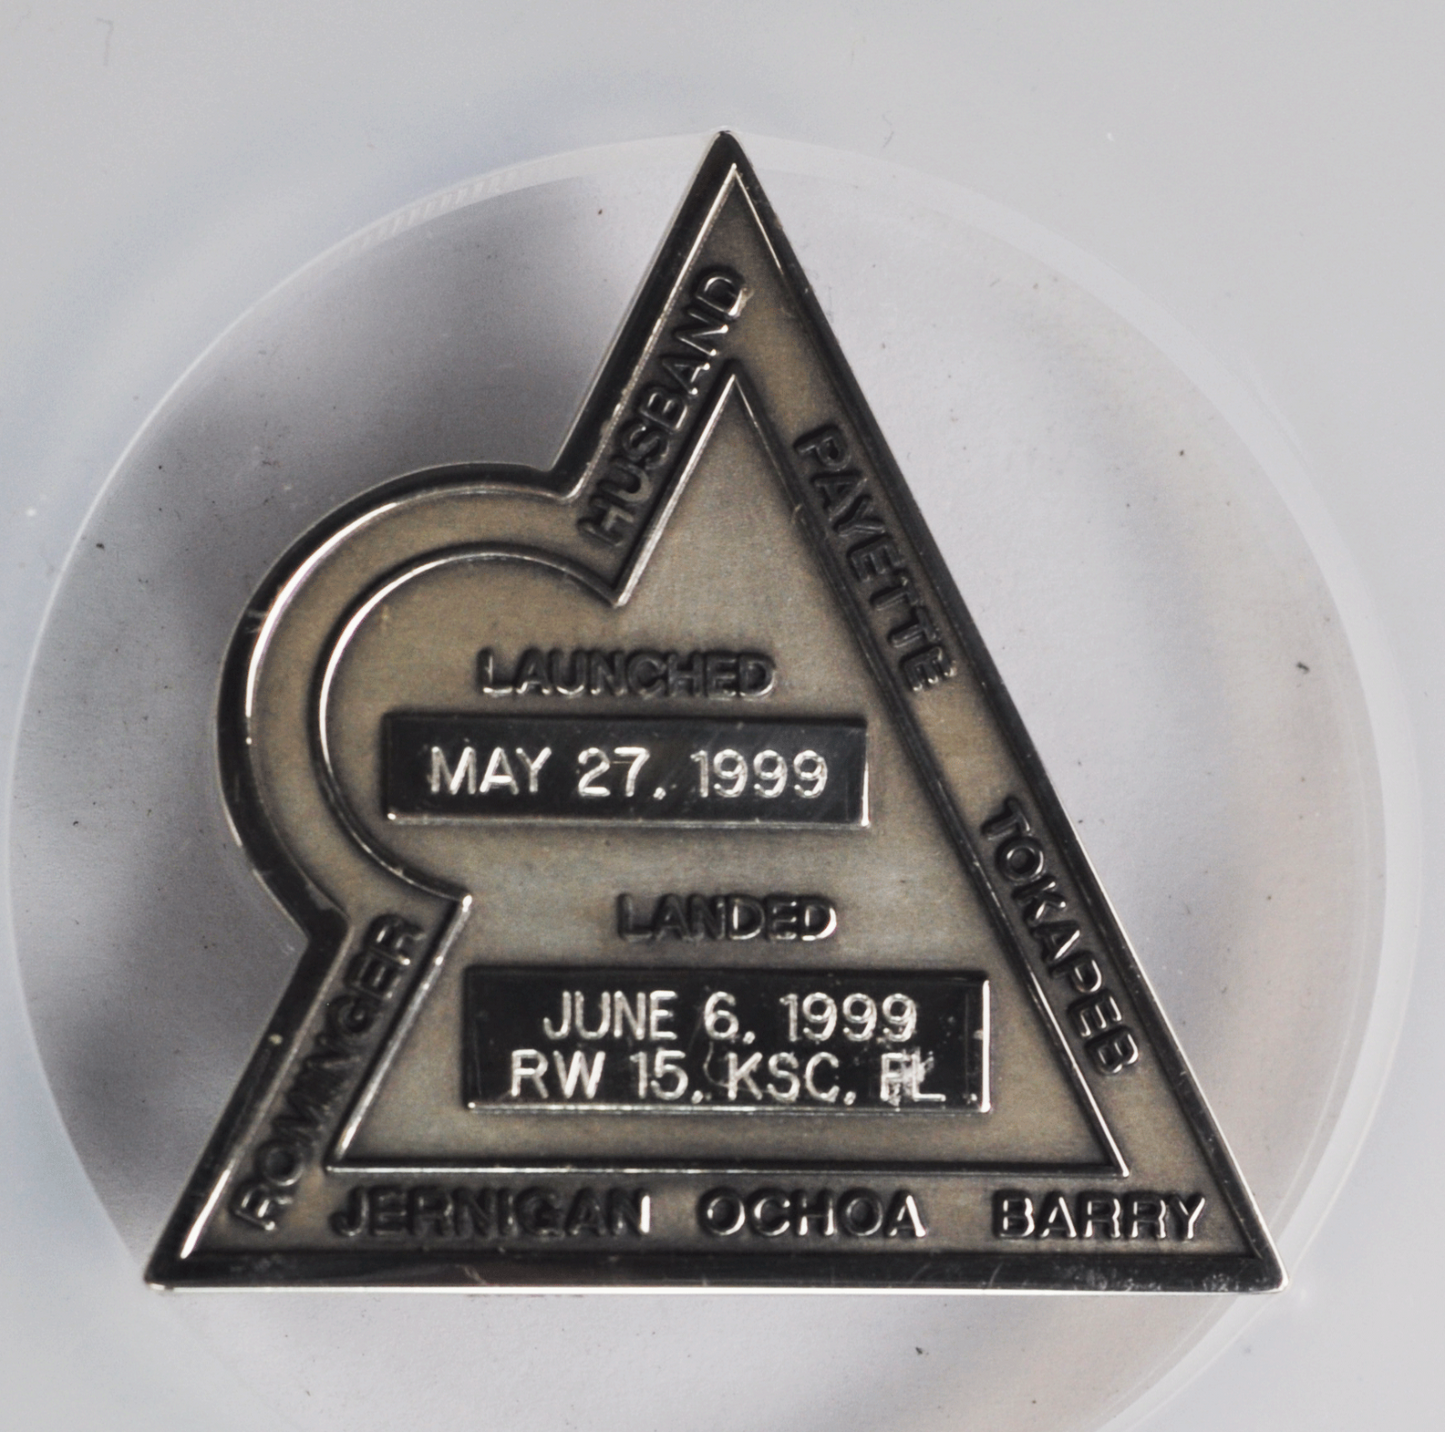 HUSBAND
PAYETTE
LAUNCHED
MAY 27, 1999
TOKAPEB
LANDED
JUNE 6, 1999
RW 15, KSC, FL
ROMINGER
JERNIGAN OCHOA BARRY